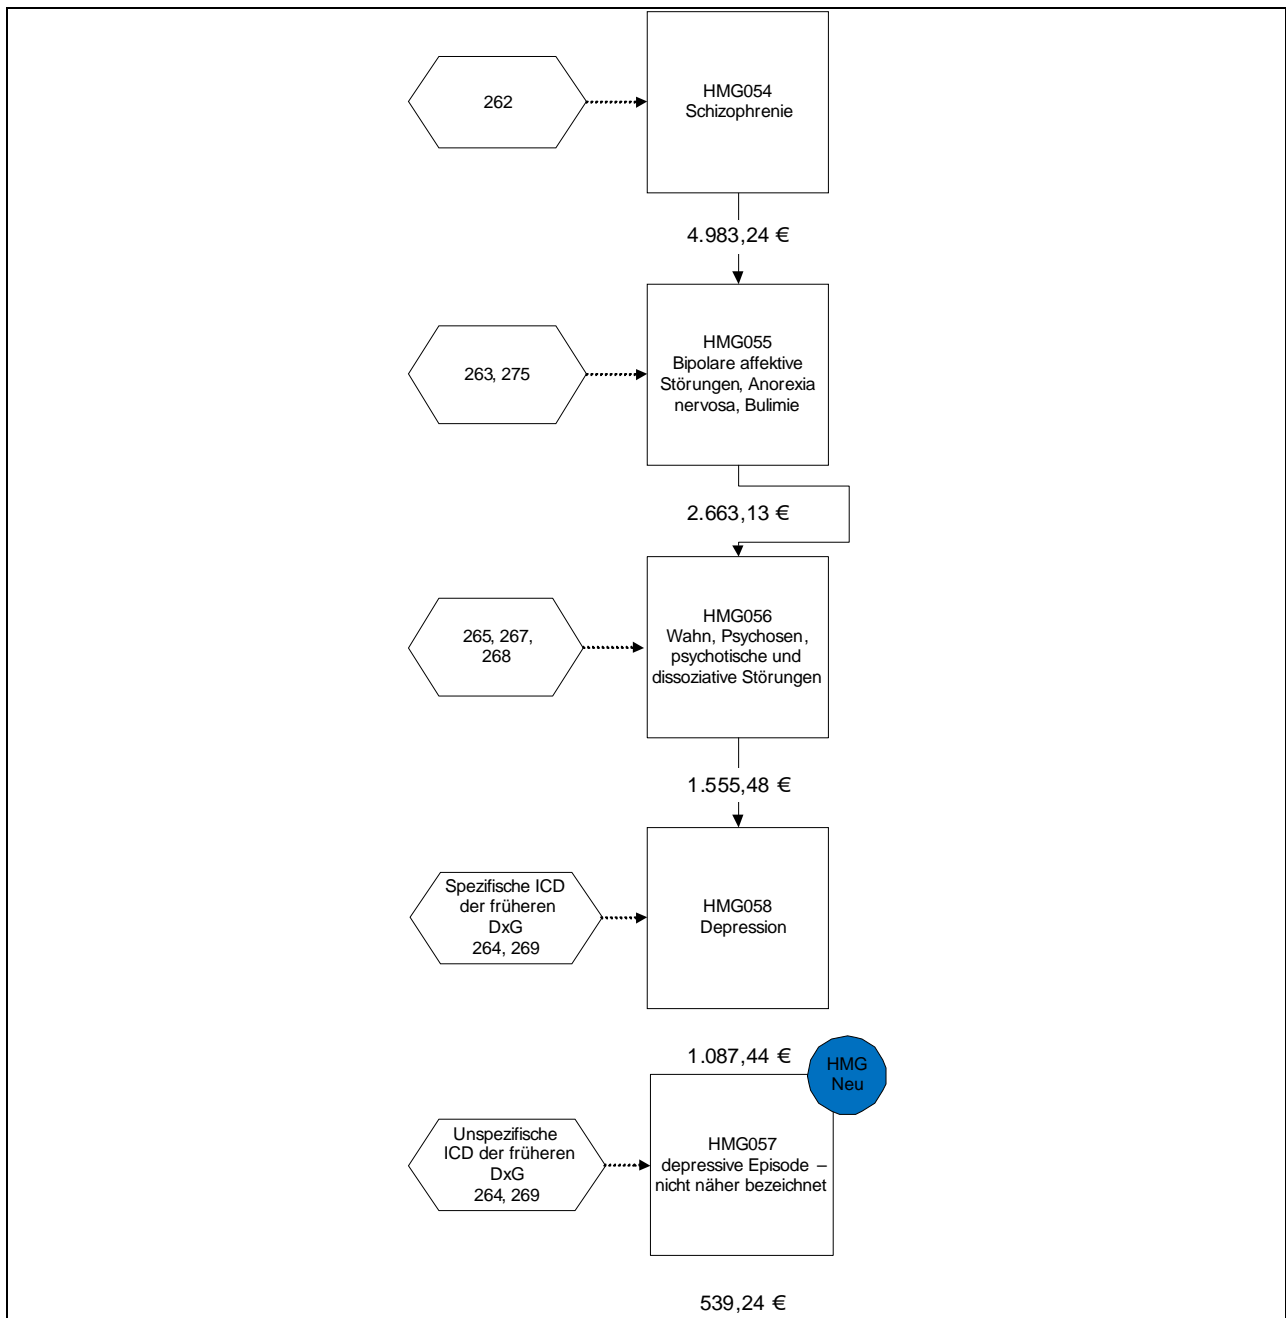 262
HMG054
Schizophrenie
4.983,24 €
263, 275
HMG055
Bipolare affektive
Störungen, Anorexia
nervosa, Bulimie
2.663,13 €
265, 267,
268
HMG056
Wahn, Psychosen,
psychotische und
dissoziative Störungen
1.555,48 €
Spezifische ICD
der früheren
DxG
264, 269
HMG058
Depression
1.087,44 €
HMG
Neu
Unspezifische
ICD der früheren
DxG
264, 269
HMG057
depressive Episode –
nicht näher bezeichnet
539,24 €